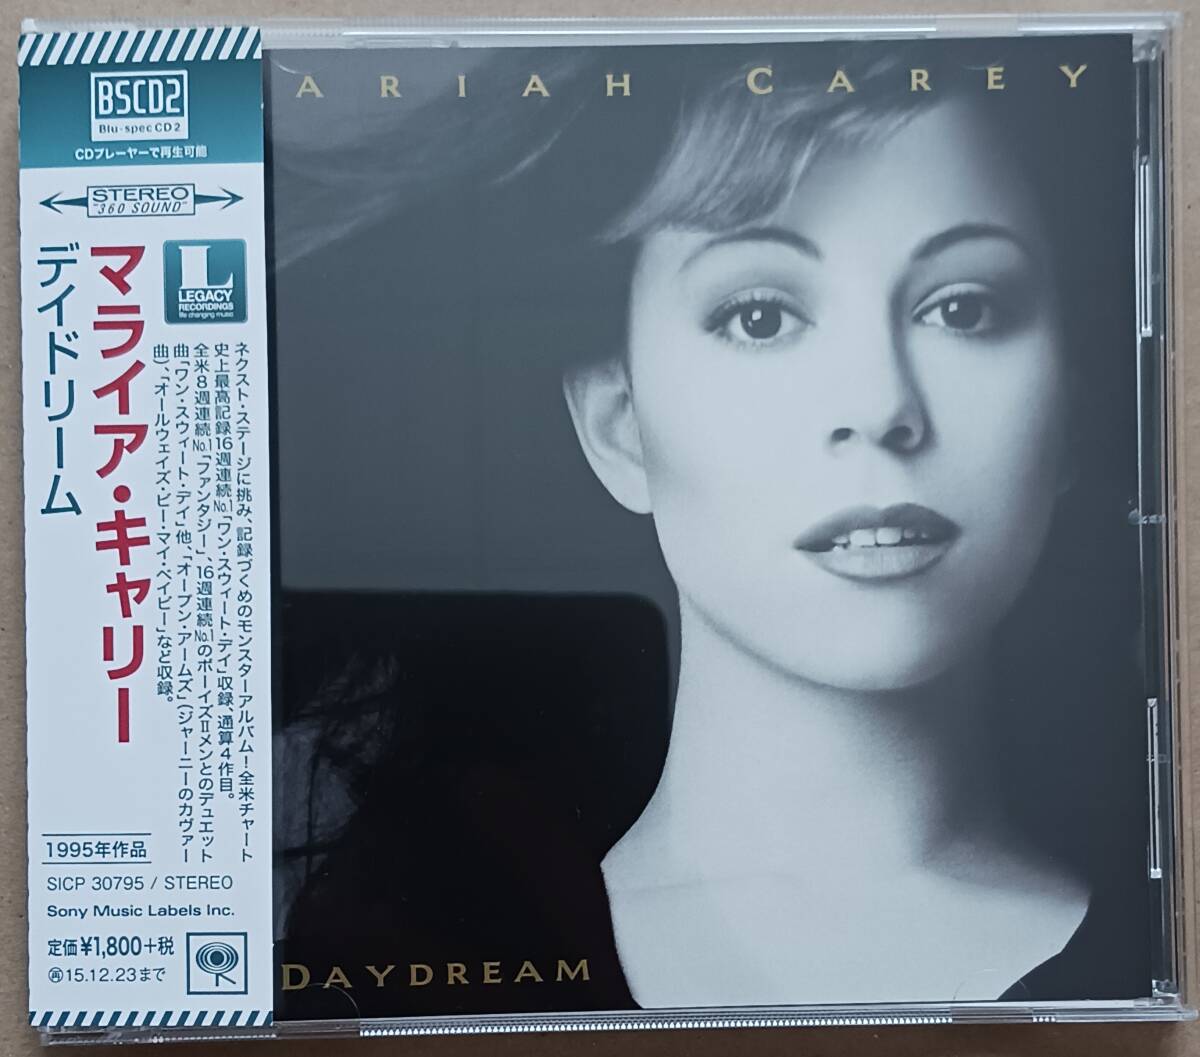 BSCD2
Blu-spec CD 2
CDプレーヤーで再生可能
STEREO
"360 SOUND"
L
LEGACY
RECORDINGS
life changing music
マライア・キャリー
デイドリーム
ネクスト・ステージに挑み、記録づくめのモンスターアルバム!全米チャート
史上最高記録16週連続No.1「ワン・スウィート・デイ」収録、通算4作目。
全米8週連続No.1「ファンタジー」、16週連続No.1のボーイズⅡメンとのデュエット
曲「ワン・スウィート・デイ」他、「オープン・アームズ」(ジャーニーのカヴァー
曲)、「オールウェイズ・ビー・マイ・ベイビー」など収録。
1995年作品
SICP 30795 / STEREO
Sony Music Labels Inc.
定価¥1,800+税
再15.12.23まで
ARIAH CAREY
DAYDREAM